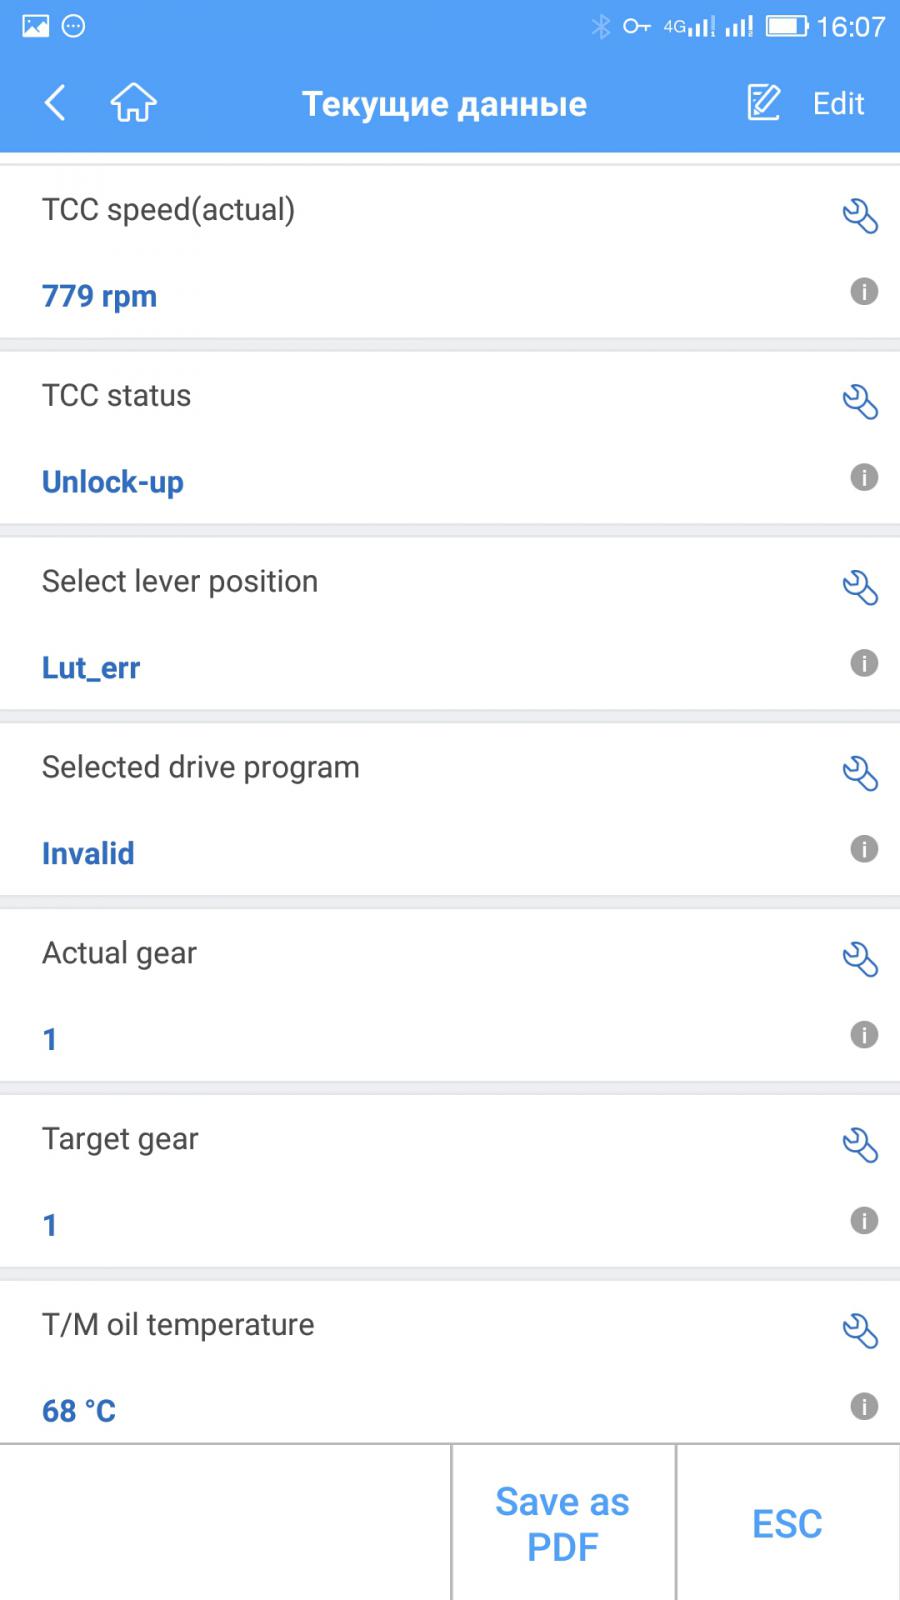 4G 16:07
Текущие данные Edit
TCC speed(actual)
779 rpm
TCC status
Unlock-up
Select lever position
Lut_err
Selected drive program
Invalid
Actual gear
1
Target gear
1
T/M oil temperature
68 °C
Save as
PDF
ESC